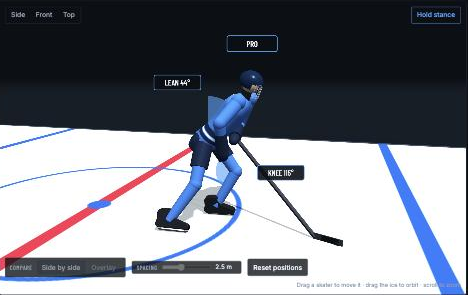 Side Front Top
Hold stance
PRO
LEAN 44°
KNEE 116°
COMPARE Side by side Overlay
SPACING 2.5 m
Reset positions
Drag a skater to move it · drag the ice to orbit · scroll to zoom